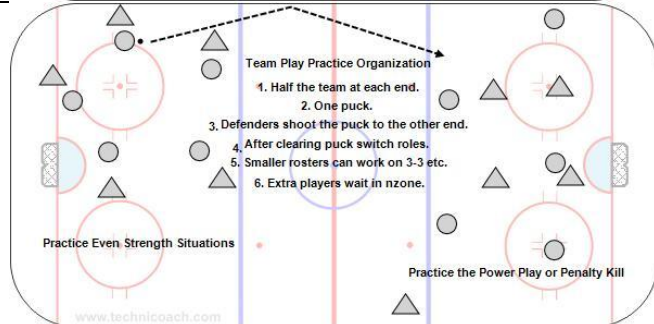 Team Play Practice Organization
1. Half the team at each end.
2. One puck.
3. Defenders shoot the puck to the other end.
4. After clearing puck switch roles.
5. Smaller rosters can work on 3-3 etc.
6. Extra players wait in nzone.
Practice Even Strength Situations
Practice the Power Play or Penalty Kill
www.technicoach.com